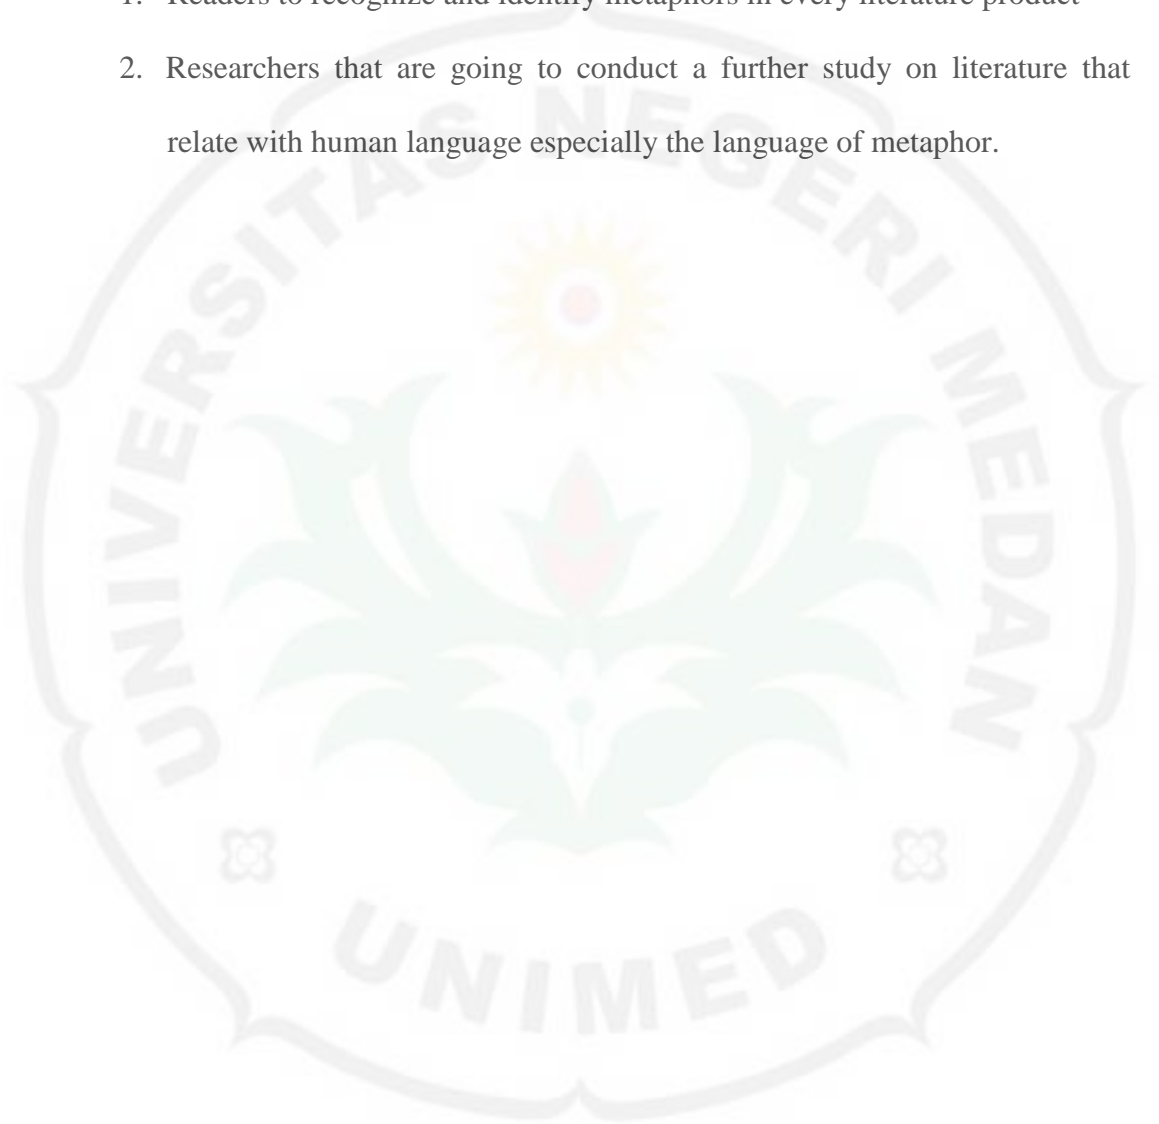 1. Readers to recognize and identify metaphors in every literature product
2. Researchers that are going to conduct a further study on literature that
relate with human language especially the language of metaphor.
UNIVERSITAS NEGERI MEDAN
UNIMED